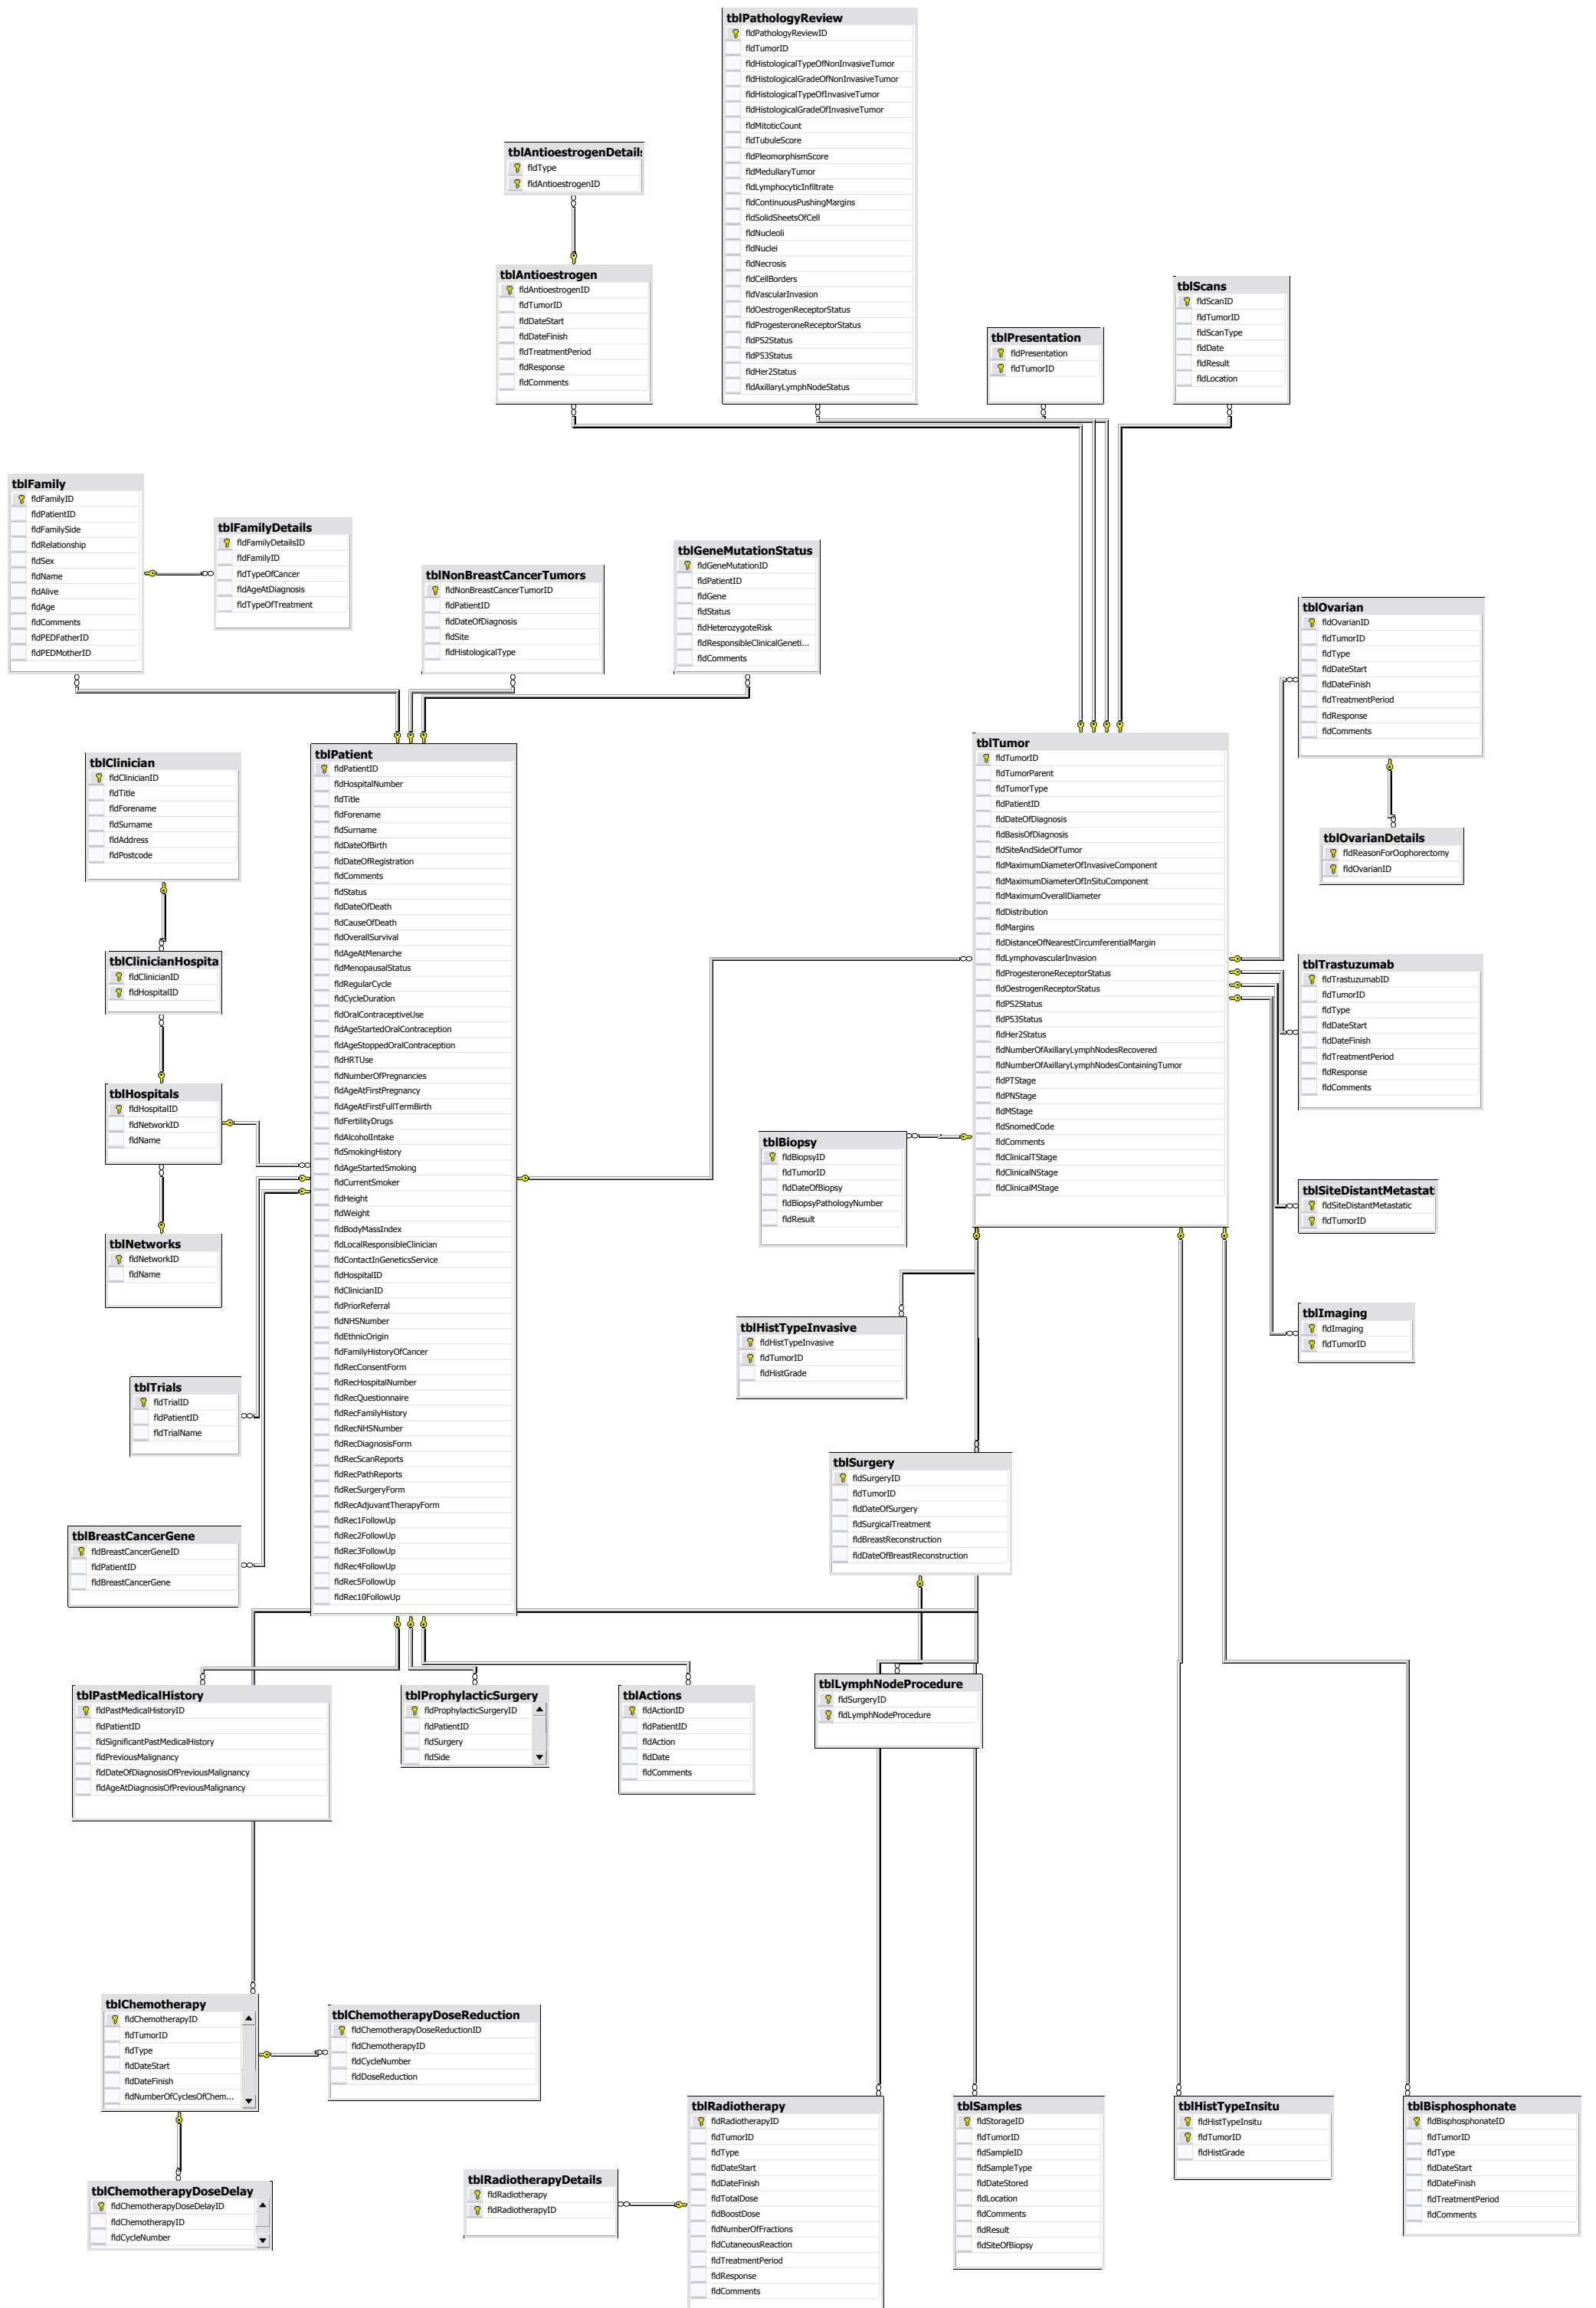 tblPathologyReview
fldPathologyReviewID
fldTumorID
fldHistologicalTypeOfNonInvasiveTumor
fldHistologicalGradeOfNonInvasiveTumor
fldHistologicalTypeOfInvasiveTumor
fldHistologicalGradeOfInvasiveTumor
fldMitoticCount
fldTubuleScore
fldPleomorphismScore
fldMedullaryTumor
fldLymphocyticInfiltrate
fldContinuousPushingMargins
fldSolidSheetsOfCell
fldNucleoli
fldNuclei
fldNecrosis
fldCellBorders
fldVascularInvasion
fldOestrogenReceptorStatus
fldProgesteroneReceptorStatus
fldPS2Status
fldP53Status
fldHer2Status
fldAxillaryLymphNodeStatus
tblAntioestrogenDetails
fldType
fldAntioestrogenID
tblAntioestrogen
fldAntioestrogenID
fldTumorID
fldDateStart
fldDateFinish
fldTreatmentPeriod
fldResponse
fldComments
tblPresentation
fldPresentation
fldTumorID
tblScans
fldScanID
fldTumorID
fldScanType
fldDate
fldResult
fldLocation
tblFamily
fldFamilyID
fldPatientID
fldFamilySide
fldRelationship
fldSex
fldName
fldAlive
fldAge
fldComments
fldPEDFatherID
fldPEDMotherID
tblFamilyDetails
fldFamilyDetailsID
fldFamilyID
fldTypeOfCancer
fldAgeAtDiagnosis
fldTypeOfTreatment
tblNonBreastCancerTumors
fldNonBreastCancerTumorID
fldPatientID
fldDateOfDiagnosis
fldSite
fldHistologicalType
tblGeneMutationStatus
fldGeneMutationID
fldPatientID
fldGene
fldStatus
fldHeterozygoteRisk
fldResponsibleClinicalGeneti...
fldComments
tblOvarian
fldOvarianID
fldTumorID
fldType
fldDateStart
fldDateFinish
fldTreatmentPeriod
fldResponse
fldComments
tblClinician
fldClinicianID
fldTitle
fldForename
fldSurname
fldAddress
fldPostcode
tblPatient
fldPatientID
fldHospitalNumber
fldTitle
fldForename
fldSurname
fldDateOfBirth
fldDateOfRegistration
fldComments
fldStatus
fldDateOfDeath
fldCauseOfDeath
fldOverallSurvival
fldAgeAtMenarche
fldMenopausalStatus
fldRegularCycle
fldCycleDuration
fldOralContraceptiveUse
fldAgeStartedOralContraception
fldAgeStoppedOralContraception
fldHRTUse
fldNumberOfPregnancies
fldAgeAtFirstPregnancy
fldAgeAtFirstFullTermBirth
fldFertilityDrugs
fldAlcoholIntake
fldSmokingHistory
fldAgeStartedSmoking
fldCurrentSmoker
fldHeight
fldWeight
fldBodyMassIndex
fldLocalResponsibleClinician
fldContactInGeneticsService
fldHospitalID
fldClinicianID
fldPriorReferral
fldNHSNumber
fldEthnicOrigin
fldFamilyHistoryOfCancer
fldRecConsentForm
fldRecHospitalNumber
fldRecQuestionnaire
fldRecFamilyHistory
fldRecNHSNumber
fldRecDiagnosisForm
fldRecScanReports
fldRecPathReports
fldRecSurgeryForm
fldRecAdjuvantTherapyForm
fldRec1FollowUp
fldRec2FollowUp
fldRec3FollowUp
fldRec4FollowUp
fldRec5FollowUp
fldRec10FollowUp
tblTumor
fldTumorID
fldTumorParent
fldTumorType
fldPatientID
fldDateOfDiagnosis
fldBasisOfDiagnosis
fldSiteAndSideOfTumor
fldMaximumDiameterOfInvasiveComponent
fldMaximumDiameterOfInSituComponent
fldMaximumOverallDiameter
fldDistribution
fldMargins
fldDistanceOfNearestCircumferentialMargin
fldLymphovascularInvasion
fldProgesteroneReceptorStatus
fldOestrogenReceptorStatus
fldPS2Status
fldP53Status
fldHer2Status
fldNumberOfAxillaryLymphNodesRecovered
fldNumberOfAxillaryLymphNodesContainingTumor
fldPTStage
fldPNStage
fldMStage
fldSnomedCode
fldComments
fldClinicalTStage
fldClinicalNStage
fldClinicalMStage
tblOvarianDetails
fldReasonForOophorectomy
fldOvarianID
tblClinicianHospita
fldClinicianID
fldHospitalID
tblTrastuzumab
fldTrastuzumabID
fldTumorID
fldType
fldDateStart
fldDateFinish
fldTreatmentPeriod
fldResponse
fldComments
tblHospitals
fldHospitalID
fldNetworkID
fldName
tblBiopsy
fldBiopsyID
fldTumorID
fldDateOfBiopsy
fldBiopsyPathologyNumber
fldResult
tblSiteDistantMetastat
fldSiteDistantMetastatic
fldTumorID
tblNetworks
fldNetworkID
fldName
tblHistTypeInvasive
fldHistTypeInvasive
fldTumorID
fldHistGrade
tblImaging
fldImaging
fldTumorID
tblTrials
fldTrialID
fldPatientID
fldTrialName
tblSurgery
fldSurgeryID
fldTumorID
fldDateOfSurgery
fldSurgicalTreatment
fldBreastReconstruction
fldDateOfBreastReconstruction
tblBreastCancerGene
fldBreastCancerGeneID
fldPatientID
fldBreastCancerGene
tblPastMedicalHistory
fldPastMedicalHistoryID
fldPatientID
fldSignificantPastMedicalHistory
fldPreviousMalignancy
fldDateOfDiagnosisOfPreviousMalignancy
fldAgeAtDiagnosisOfPreviousMalignancy
tblProphylacticSurgery
fldProphylacticSurgeryID
fldPatientID
fldSurgery
fldSide
tblActions
fldActionID
fldPatientID
fldAction
fldDate
fldComments
tblLymphNodeProcedure
fldSurgeryID
fldLymphNodeProcedure
tblChemotherapy
fldChemotherapyID
fldTumorID
fldType
fldDateStart
fldDateFinish
fldNumberOfCyclesOfChem...
tblChemotherapyDoseReduction
fldChemotherapyDoseReductionID
fldChemotherapyID
fldCycleNumber
fldDoseReduction
tblChemotherapyDoseDelay
fldChemotherapyDoseDelayID
fldChemotherapyID
fldCycleNumber
tblRadiotherapyDetails
fldRadiotherapy
fldRadiotherapyID
tblRadiotherapy
fldRadiotherapyID
fldTumorID
fldType
fldDateStart
fldDateFinish
fldTotalDose
fldBoostDose
fldNumberOfFractions
fldCutaneousReaction
fldTreatmentPeriod
fldResponse
fldComments
tblSamples
fldStorageID
fldTumorID
fldSampleID
fldSampleType
fldDateStored
fldLocation
fldComments
fldResult
fldSiteOfBiopsy
tblHistTypeInsitu
fldHistTypeInsitu
fldTumorID
fldHistGrade
tblBisphosphonate
fldBisphosphonateID
fldTumorID
fldType
fldDateStart
fldDateFinish
fldTreatmentPeriod
fldComments